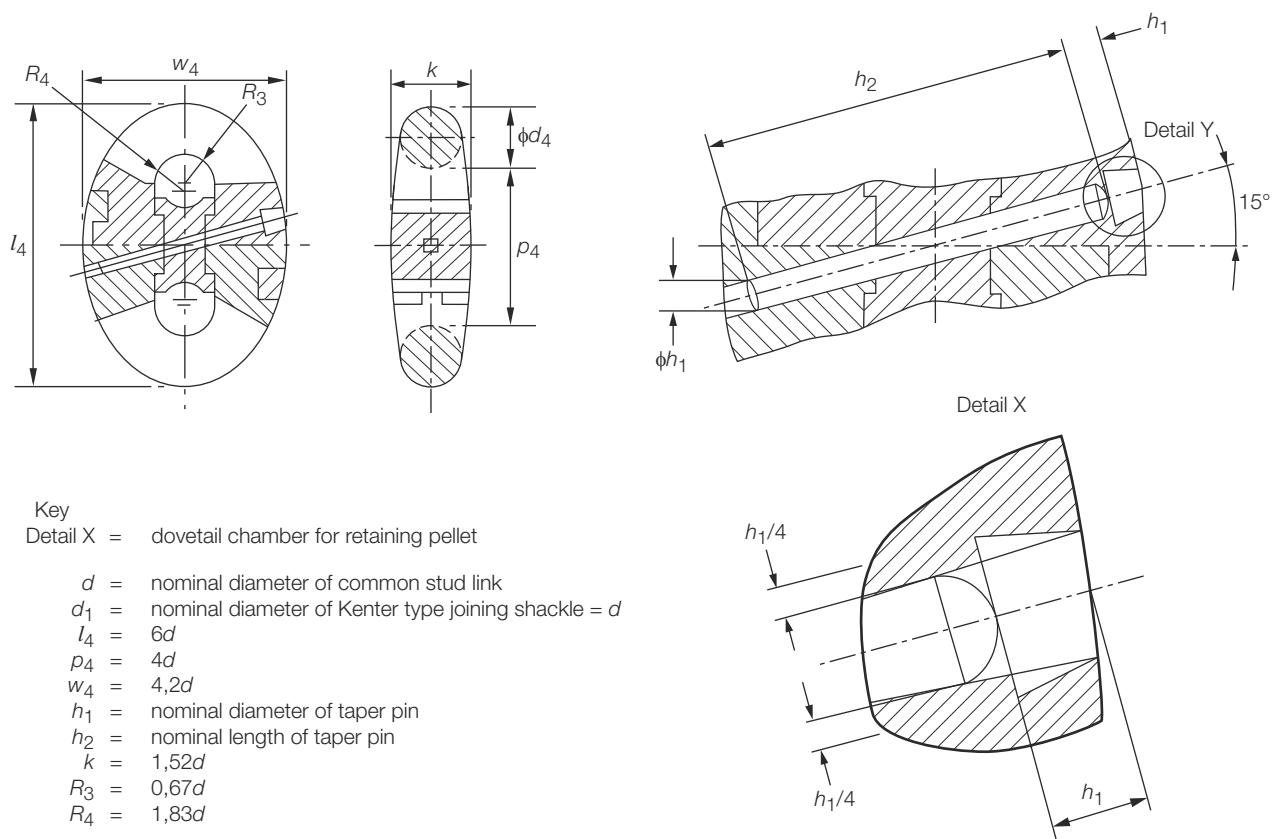 w4
R4
R3
l4
k
ϕd4
p4
h1
h2
Detail Y
15°
ϕh1
Detail X
h1/4
h1/4
h1
Key
Detail X = dovetail chamber for retaining pellet
d = nominal diameter of common stud link
d1 = nominal diameter of Kenter type joining shackle = d
l4 = 6d
p4 = 4d
w4 = 4,2d
h1 = nominal diameter of taper pin
h2 = nominal length of taper pin
k = 1,52d
R3 = 0,67d
R4 = 1,83d